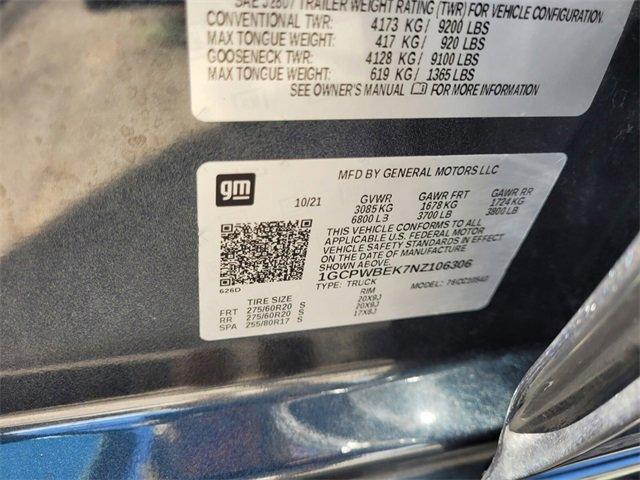 SAE J2807 TRAILER WEIGHT RATING (TWR) FOR VEHICLE CONFIGURATION
CONVENTIONAL TWR: 4173 KG / 9200 LBS
MAX TONGUE WEIGHT: 417 KG / 920 LBS
GOOSENECK TWR: 4128 KG / 9100 LBS
MAX TONGUE WEIGHT: 619 KG / 1365 LBS
SEE OWNER'S MANUAL FOR MORE INFORMATION
gm
MFD BY GENERAL MOTORS LLC
10/21 GVWR GAWR FRT GAWR RR
3085 KG 1678 KG 1724 KG
6800 LB 3700 LB 3800 LB
THIS VEHICLE CONFORMS TO ALL
APPLICABLE U.S. FEDERAL MOTOR
VEHICLE SAFETY STANDARDS IN EFFECT
ON THE DATE OF MANUFACTURE SHOWN ABOVE.
1GCPWBEK7NZ106306
626D TYPE: TRUCK MODEL:
TIRE SIZE RIM
FRT 275/60R20 S 20X9J
RR 275/60R20 S 20X9J
SPA 255/80R17 S 17X8J